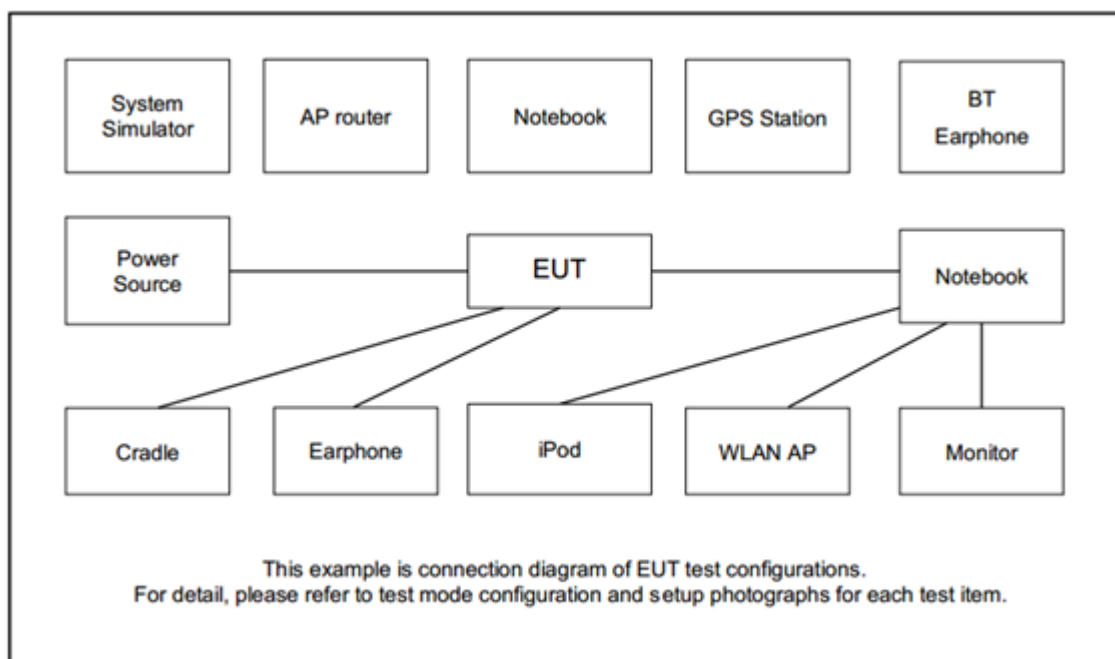 System
Simulator
AP router
Notebook
GPS Station
BT
Earphone
Power
Source
EUT
Notebook
Cradle
Earphone
iPod
WLAN AP
Monitor
This example is connection diagram of EUT test configurations.
For detail, please refer to test mode configuration and setup photographs for each test item.